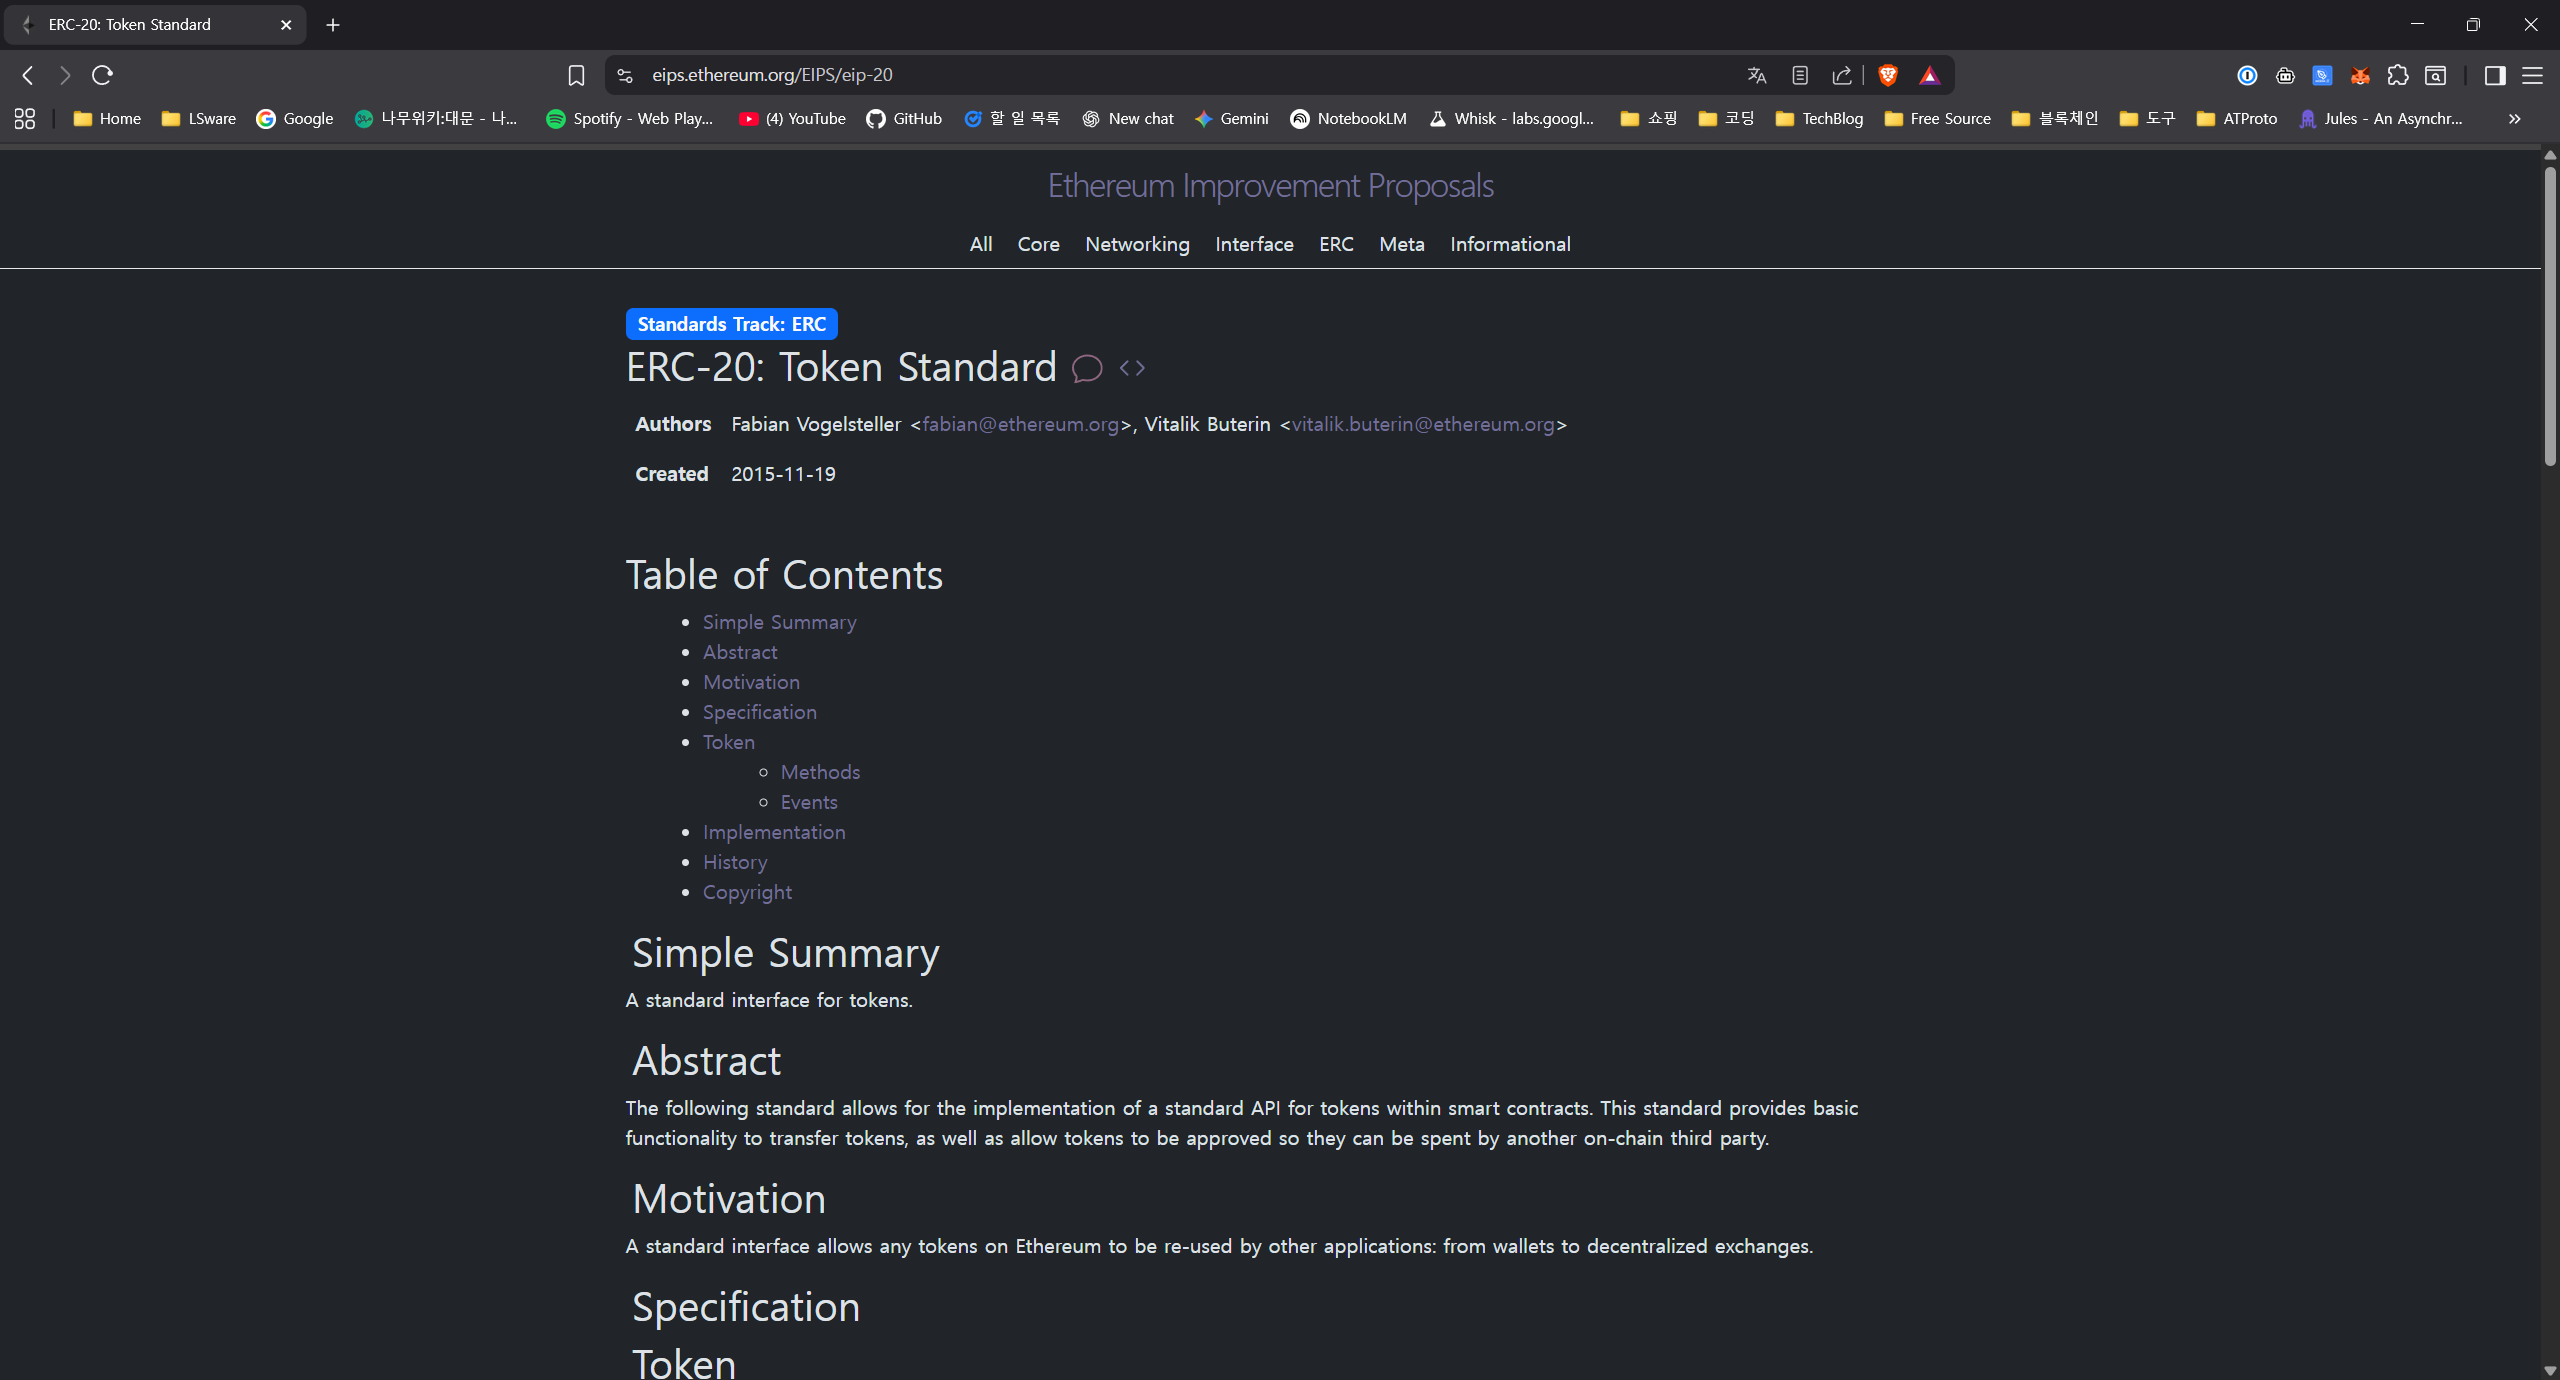 ERC-20: Token Standard
eips.ethereum.org/EIPS/eip-20
Home LSware Google 나무위키:대문 - 나... Spotify - Web Play... (4) YouTube GitHub 할 일 목록 New chat Gemini NotebookLM Whisk - labs.googl... 쇼핑 코딩 TechBlog Free Source 블록체인 도구 ATProto Jules - An Asynchr...
Ethereum Improvement Proposals
All Core Networking Interface ERC Meta Informational
Standards Track: ERC
ERC-20: Token Standard
Authors Fabian Vogelsteller <fabian@ethereum.org>, Vitalik Buterin <vitalik.buterin@ethereum.org>
Created 2015-11-19
Table of Contents
Simple Summary
Abstract
Motivation
Specification
Token
Methods
Events
Implementation
History
Copyright
Simple Summary
A standard interface for tokens.
Abstract
The following standard allows for the implementation of a standard API for tokens within smart contracts. This standard provides basic
functionality to transfer tokens, as well as allow tokens to be approved so they can be spent by another on-chain third party.
Motivation
A standard interface allows any tokens on Ethereum to be re-used by other applications: from wallets to decentralized exchanges.
Specification
Token